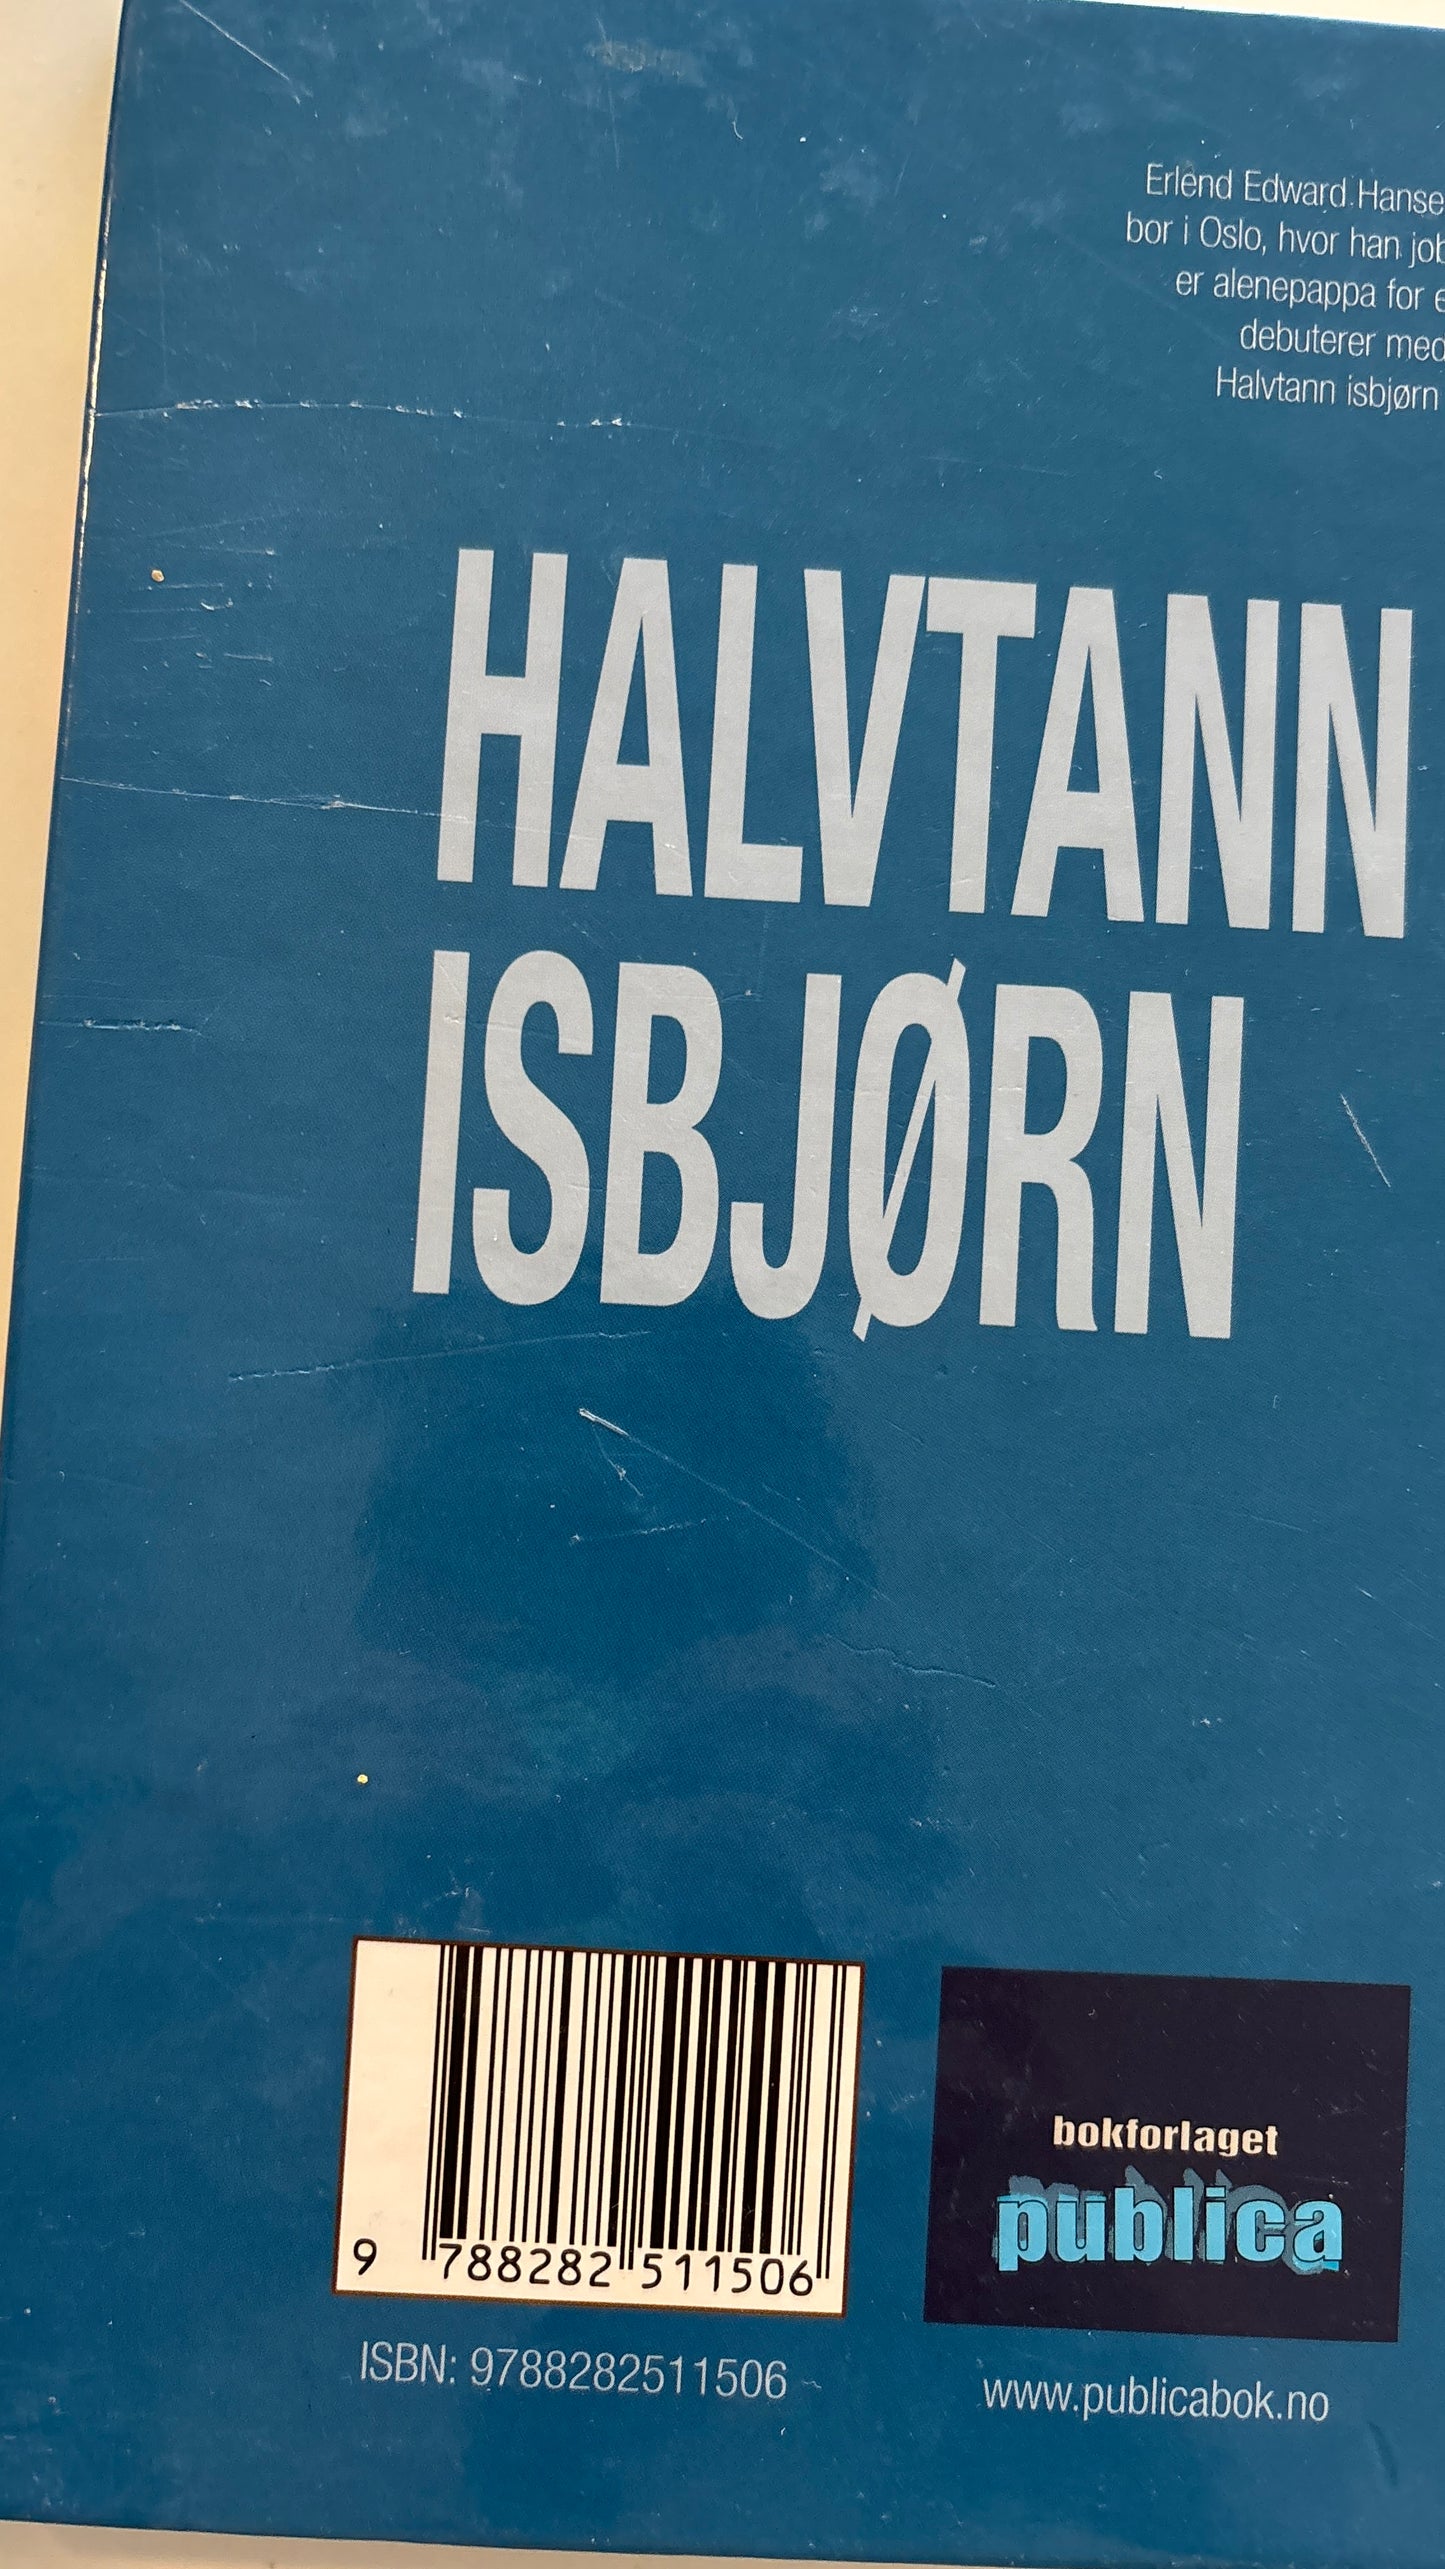 Erlend Edward Hanse
bor i Oslo, hvor han job
er alenepappa for e
debuterer med
Halvtann isbjørn
HALVTANN
ISBJØRN
9 788282 511506
bokforlaget
publica
ISBN: 9788282511506
www.publicabok.no